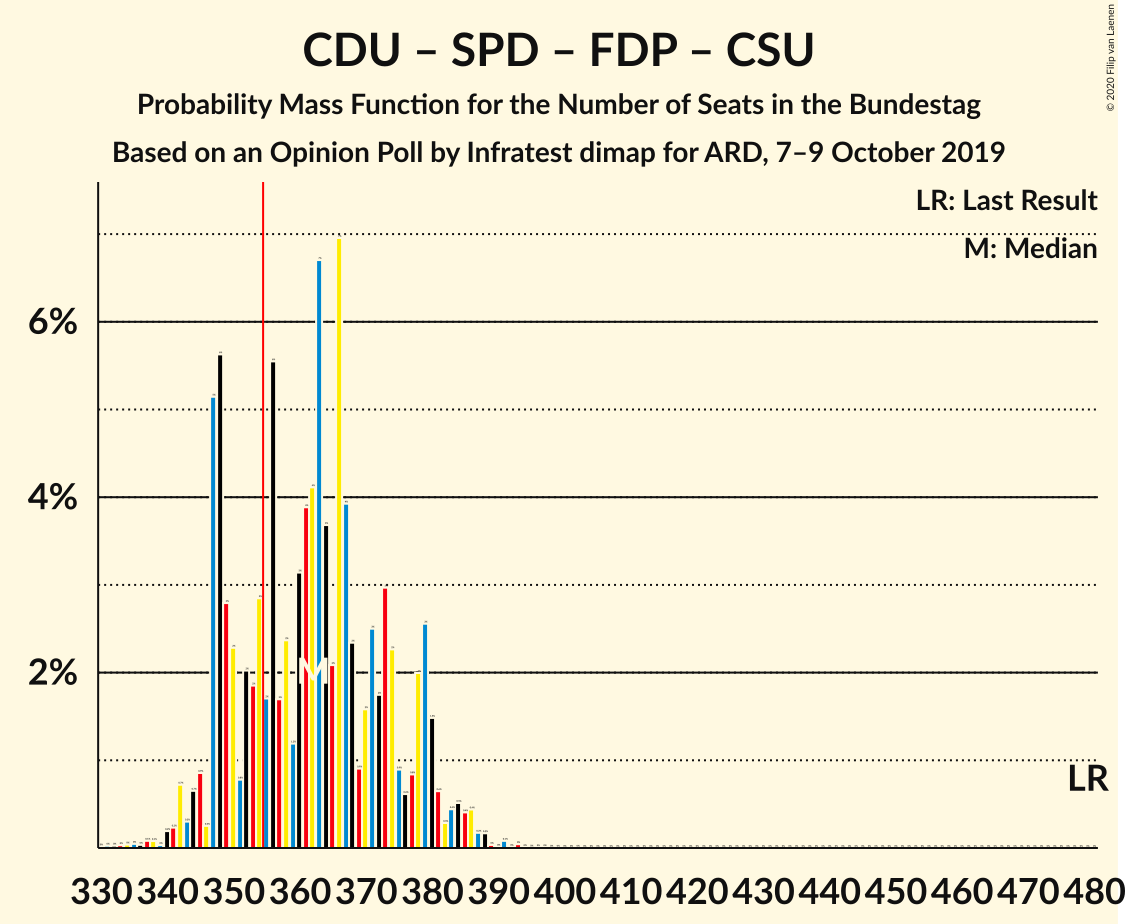 CDU – SPD – FDP – CSU
Probability Mass Function for the Number of Seats in the Bundestag
Based on an Opinion Poll by Infratest dimap for ARD, 7–9 October 2019
© 2020 Filip van Laenen
LR: Last Result
M: Median
6%
4%
2%
M
LR
330 340 350 360 370 380 390 400 410 420 430 440 450 460 470 480